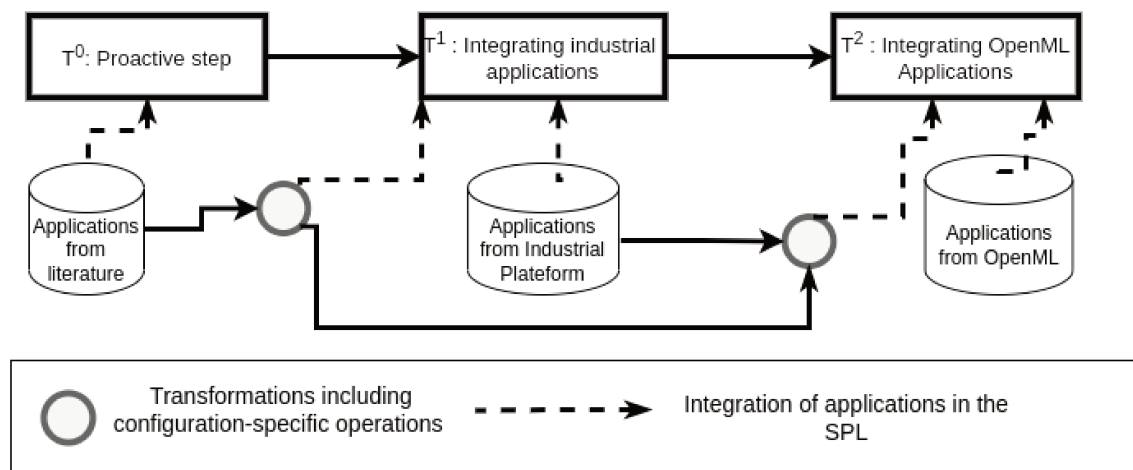 T⁰: Proactive step
T¹ : Integrating industrial
applications
T² : Integrating OpenML
Applications
Applications
from
literature
Applications
from Industrial
Plateform
Applications
from OpenML
Transformations including
configuration-specific operations
Integration of applications in the
SPL